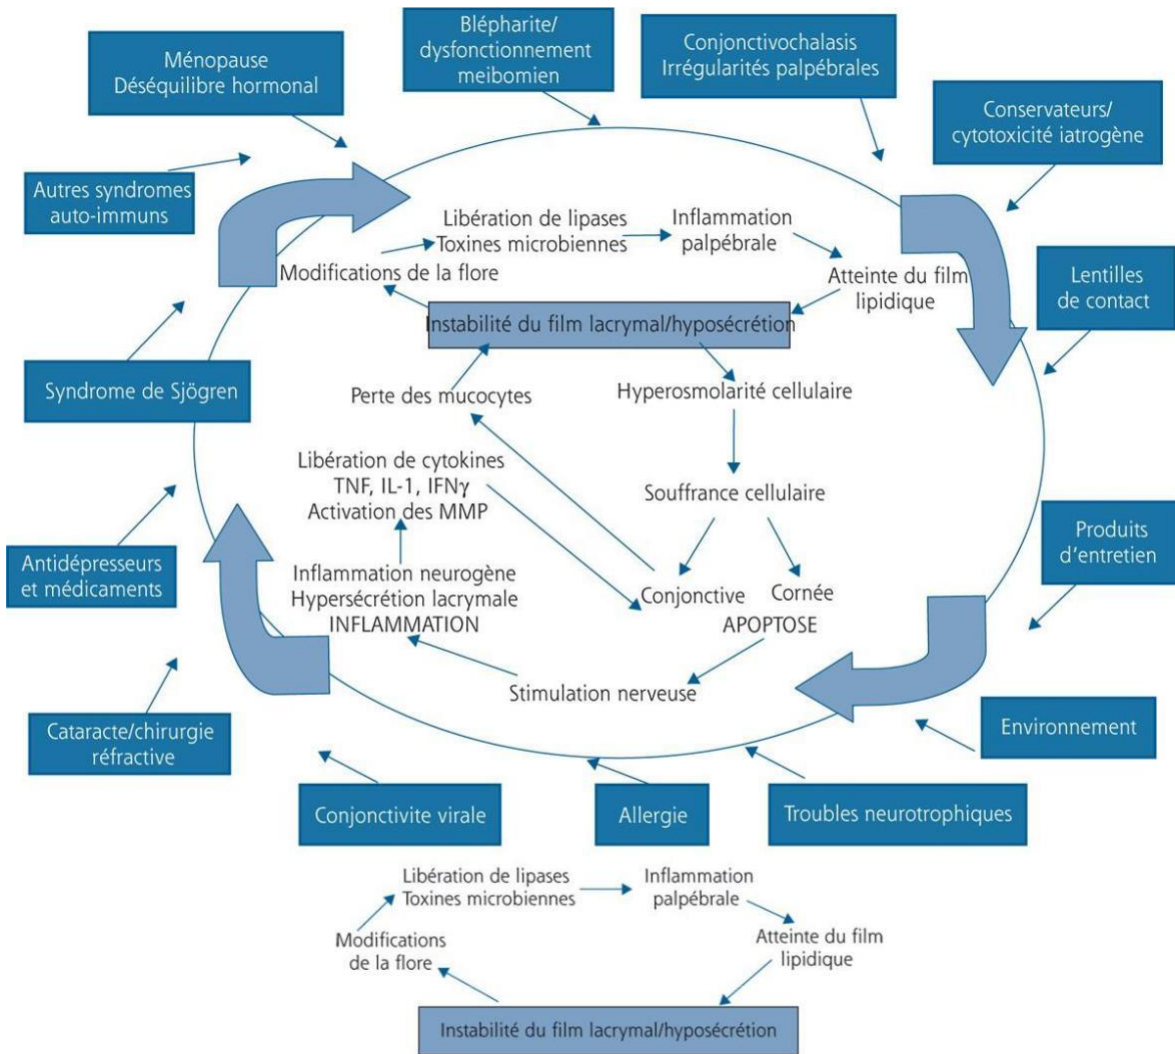 Blépharite/
dysfonctionnement
meibomien
Conjonctivochalasis
Irrégularités palpébrales
Ménopause
Déséquilibre hormonal
Conservateurs/
cytotoxicité iatrogène
Autres syndromes
auto-immuns
Libération de lipases
Toxines microbiennes
Inflammation
palpébrale
Modifications de la flore
Atteinte du film
lipidique
Lentilles
de contact
Instabilité du film lacrymal/hyposécrétion
Syndrome de Sjögren
Perte des mucocytes
Hyperosmolarité cellulaire
Libération de cytokines
TNF, IL-1, IFNγ
Activation des MMP
Souffrance cellulaire
Produits
d'entretien
Antidépresseurs
et médicaments
Inflammation neurogène
Hypersécrétion lacrymale
INFLAMMATION
Conjonctive
Cornée
APOPTOSE
Stimulation nerveuse
Cataracte/chirurgie
réfractive
Environnement
Conjonctivite virale
Allergie
Troubles neurotrophiques
Libération de lipases
Toxines microbiennes
Inflammation
palpébrale
Modifications
de la flore
Atteinte du film
lipidique
Instabilité du film lacrymal/hyposécrétion